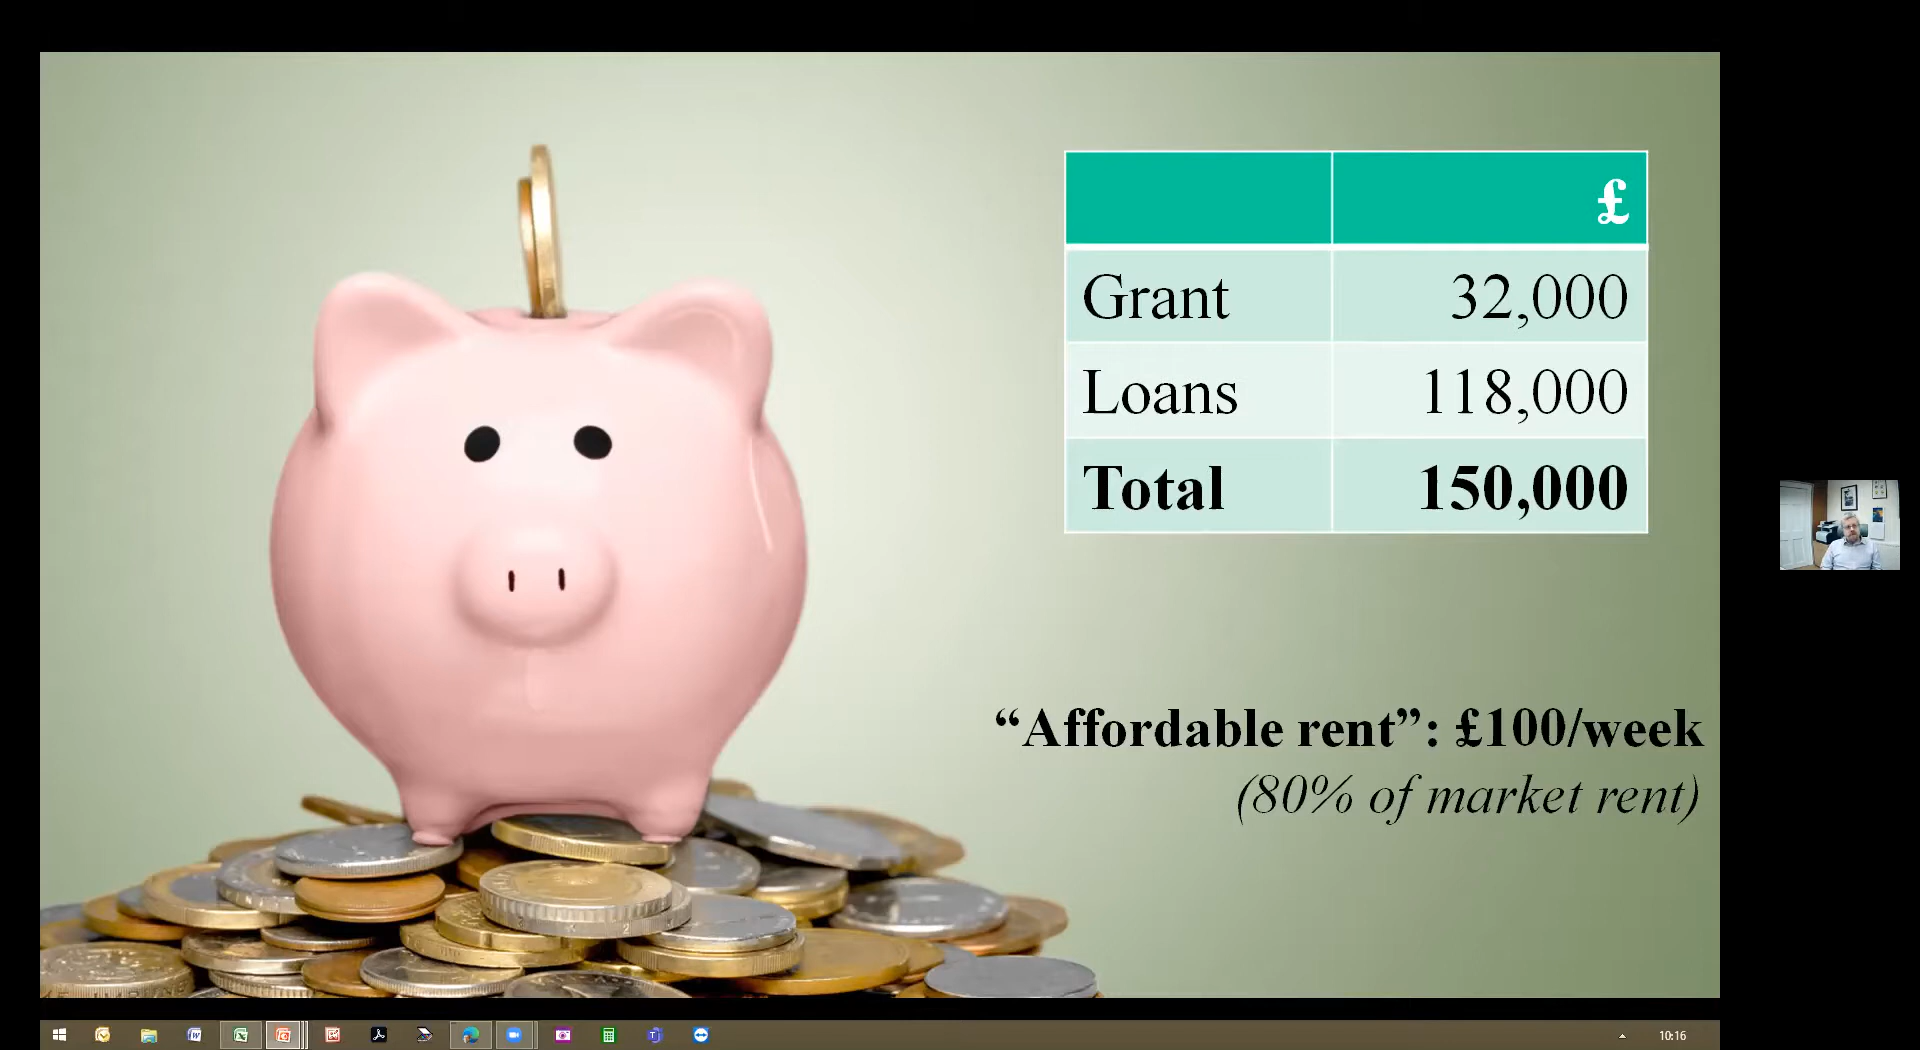 £
Grant 32,000
Loans 118,000
Total 150,000
“Affordable rent”: £100/week
(80% of market rent)
10:16